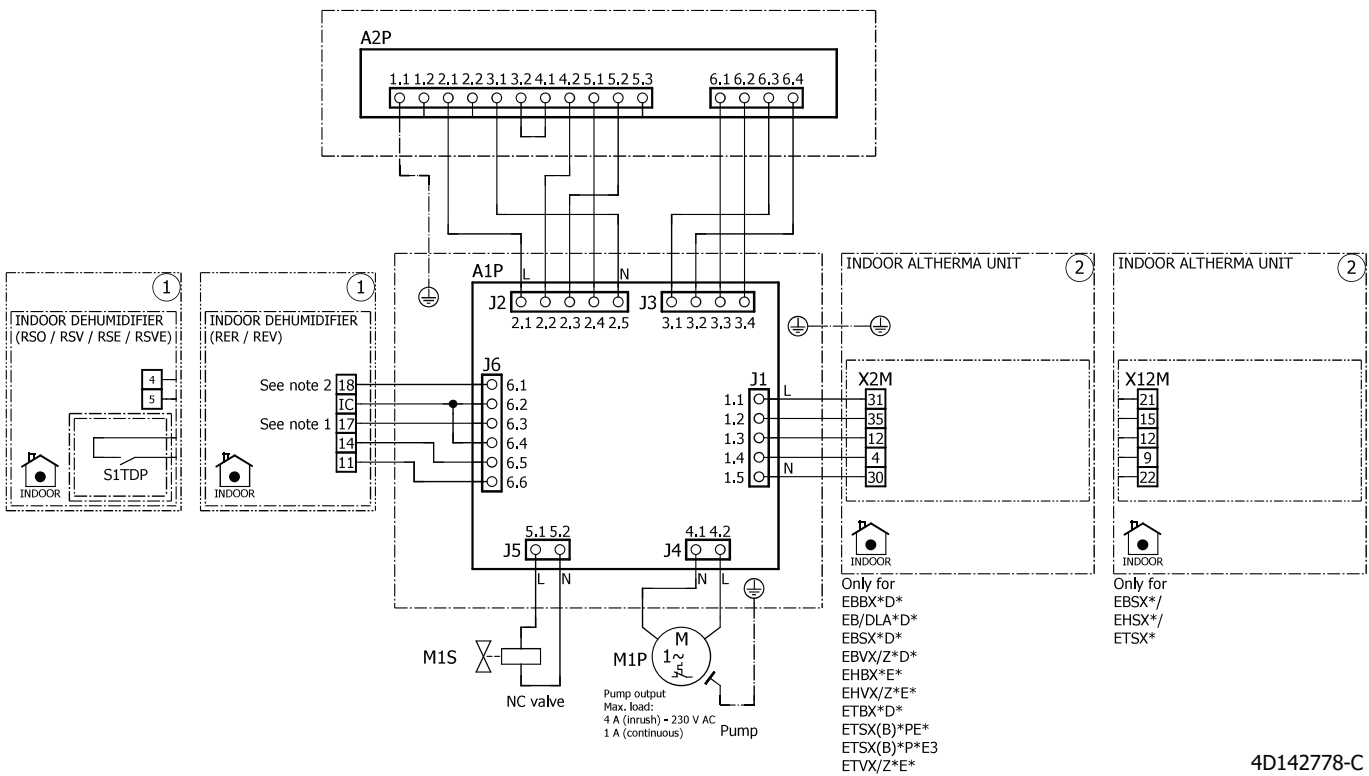 A2P
1.1 1.2 2.1 2.2 3.1 3.2 4.1 4.2 5.1 5.2 5.3
6.1 6.2 6.3 6.4
1
INDOOR DEHUMIDIFIER
(RSO / RSV / RSE / RSVE)
4
5
S1TDP
INDOOR
1
INDOOR DEHUMIDIFIER
(RER / REV)
See note 2 18
IC
See note 1 17
14
11
INDOOR
A1P
L
N
J2
2.1 2.2 2.3 2.4 2.5
J3
3.1 3.2 3.3 3.4
J6
6.1
6.2
6.3
6.4
6.5
6.6
J1
1.1
1.2
1.3
1.4
1.5
L
N
5.1 5.2
J5
L
N
4.1 4.2
J4
N
L
M1S
NC valve
M1P
M
1~
Pump output
Max. load:
4 A (inrush) - 230 V AC
1 A (continuous)
Pump
INDOOR ALTHERMA UNIT
2
X2M
31
35
12
4
30
INDOOR
Only for
EBBX*D*
EB/DLA*D*
EBSX*D*
EBVX/Z*D*
EHBX*E*
EHVX/Z*E*
ETBX*D*
ETSX(B)*PE*
ETSX(B)*P*E3
ETVX/Z*E*
INDOOR ALTHERMA UNIT
2
X12M
21
15
12
9
22
INDOOR
Only for
EBSX*/
EHSX*/
ETSX*
4D142778-C